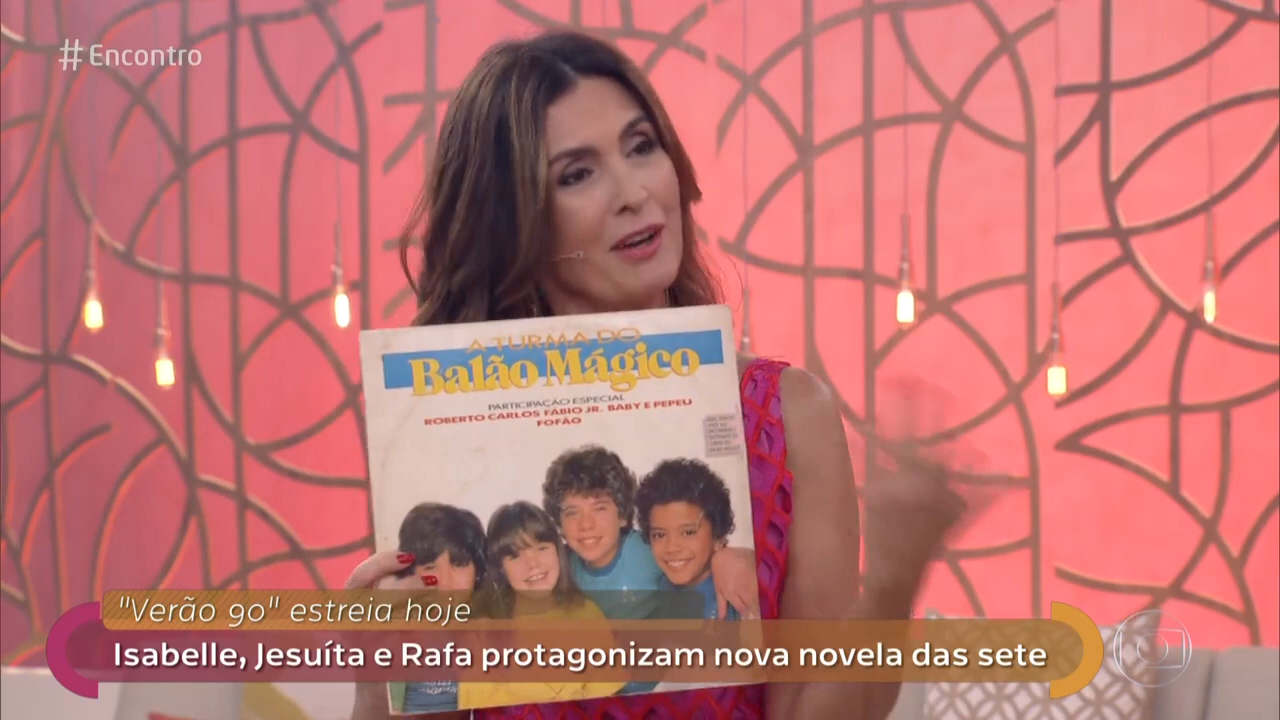 #Encontro
A TURMA DO
Balão Mágico
PARTICIPAÇÃO ESPECIAL
ROBERTO CARLOS FÁBIO JR. BABY E PEPEU
FOFÃO
"Verão 90" estreia hoje
Isabelle, Jesuíta e Rafa protagonizam nova novela das sete